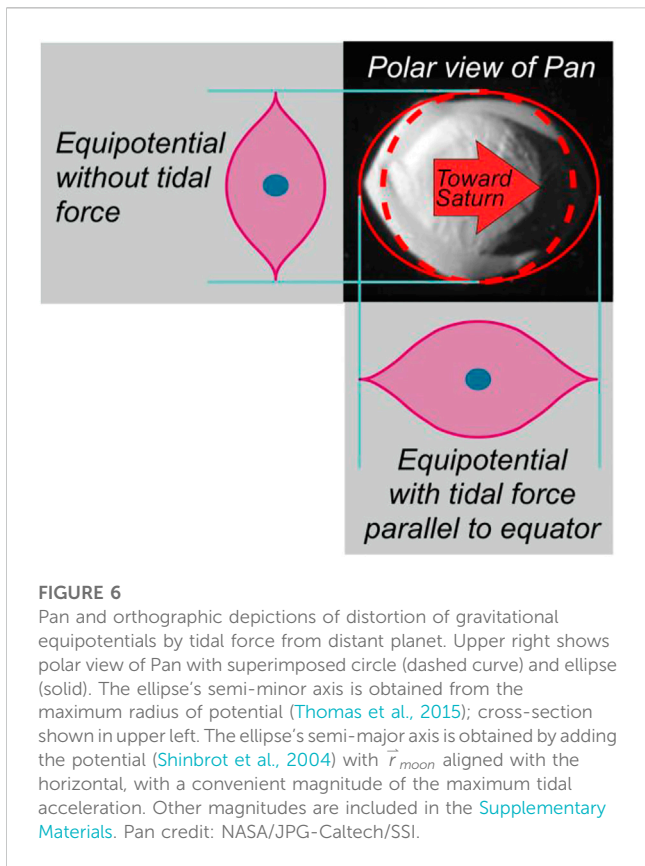 Polar view of Pan
Equipotential
without tidal
force
Toward
Saturn
Equipotential
with tidal force
parallel to equator
FIGURE 6
Pan and orthographic depictions of distortion of gravitational
equipotentials by tidal force from distant planet. Upper right shows
polar view of Pan with superimposed circle (dashed curve) and ellipse
(solid). The ellipse's semi-minor axis is obtained from the
maximum radius of potential (Thomas et al., 2015); cross-section
shown in upper left. The ellipse's semi-major axis is obtained by adding
the potential (Shinbrot et al., 2004) with r⃗moon aligned with the
horizontal, with a convenient magnitude of the maximum tidal
acceleration. Other magnitudes are included in the Supplementary
Materials. Pan credit: NASA/JPG-Caltech/SSI.